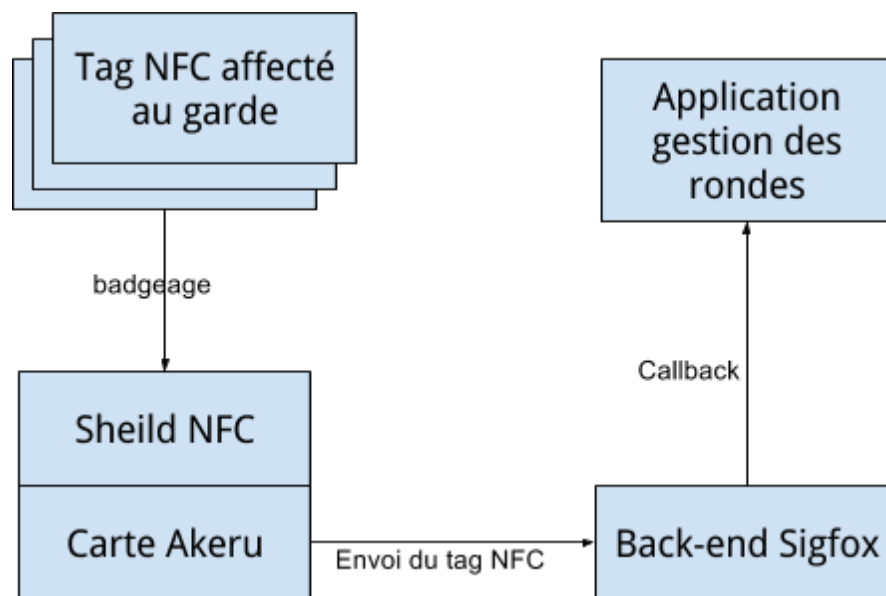 Tag NFC affecté
au garde
Application
gestion des
rondes
badgeage
Callback
Sheild NFC
Carte Akeru
Envoi du tag NFC
Back-end Sigfox